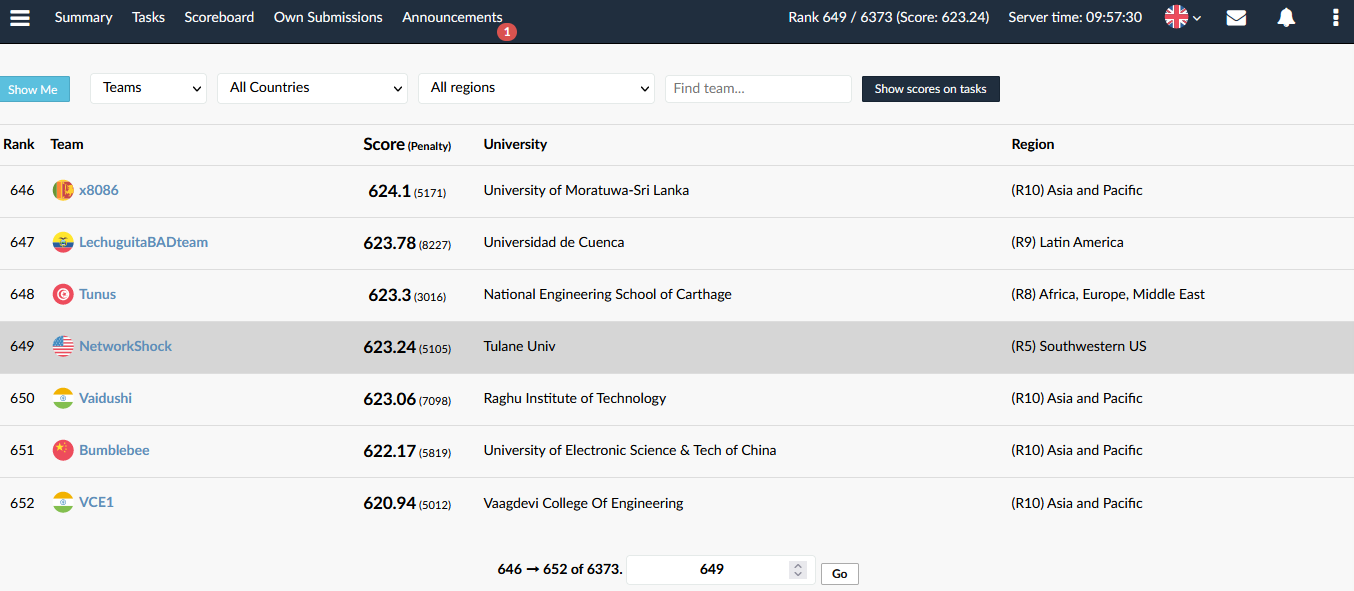 Summary Tasks Scoreboard Own Submissions Announcements Rank 649 / 6373 (Score: 623.24) Server time: 09:57:30
1
Show Me Teams All Countries All regions Find team... Show scores on tasks
Rank Team Score (Penalty) University Region
646 x8086 624.1 (5171) University of Moratuwa-Sri Lanka (R10) Asia and Pacific
647 LechuguitaBADteam 623.78 (8227) Universidad de Cuenca (R9) Latin America
648 Tunus 623.3 (3016) National Engineering School of Carthage (R8) Africa, Europe, Middle East
649 NetworkShock 623.24 (5105) Tulane Univ (R5) Southwestern US
650 Vaidushi 623.06 (7098) Raghu Institute of Technology (R10) Asia and Pacific
651 Bumblebee 622.17 (5819) University of Electronic Science & Tech of China (R10) Asia and Pacific
652 VCE1 620.94 (5012) Vaagdevi College Of Engineering (R10) Asia and Pacific
646 → 652 of 6373. 649 Go